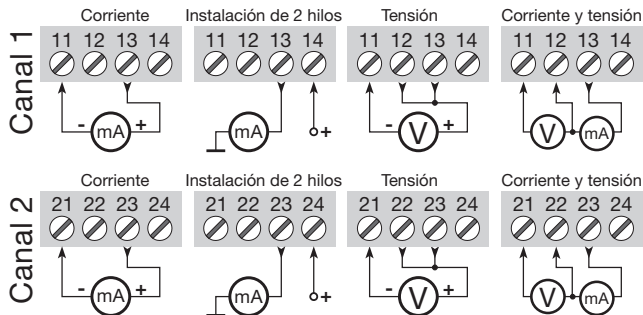 Canal 1
Corriente
Instalación de 2 hilos
Tensión
Corriente y tensión
11 12 13 14
11 12 13 14
11 12 13 14
11 12 13 14
- mA +
mA +
- V +
V mA
Canal 2
Corriente
Instalación de 2 hilos
Tensión
Corriente y tensión
21 22 23 24
21 22 23 24
21 22 23 24
21 22 23 24
- mA +
mA +
- V +
V mA